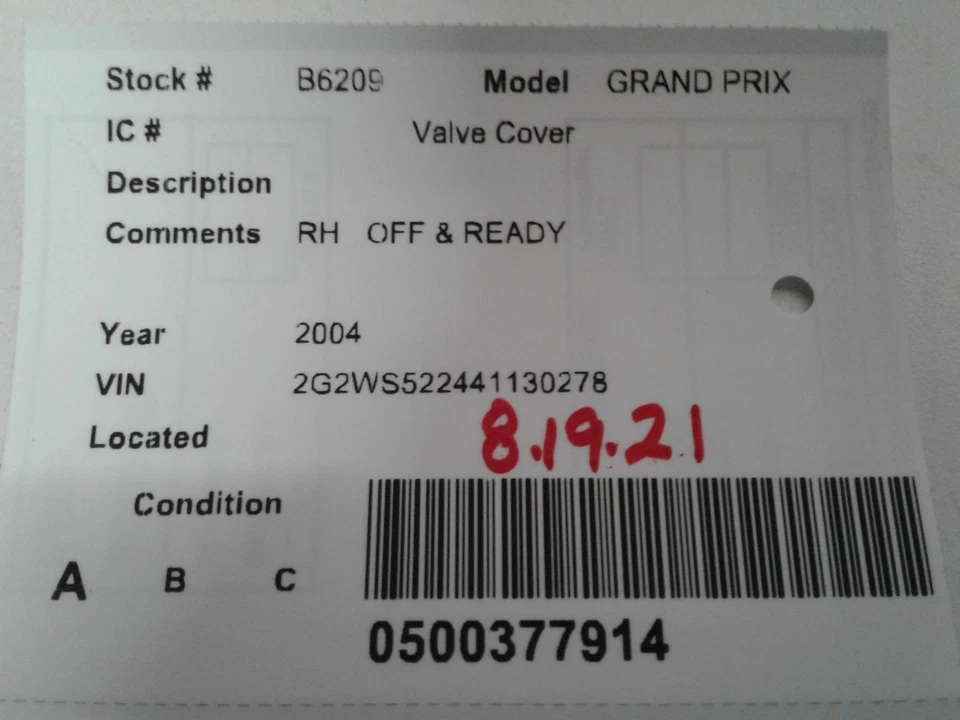 Stock # B6209 Model GRAND PRIX
IC # Valve Cover
Description
Comments RH OFF & READY
Year 2004
VIN 2G2WS522441130278
Located 8.19.21
Condition
A B C
0500377914